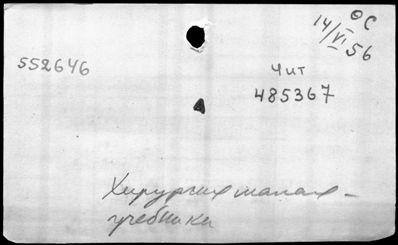 ОС
14/VI 56
552646
Чит
485367
Хирургия малая -
учебники